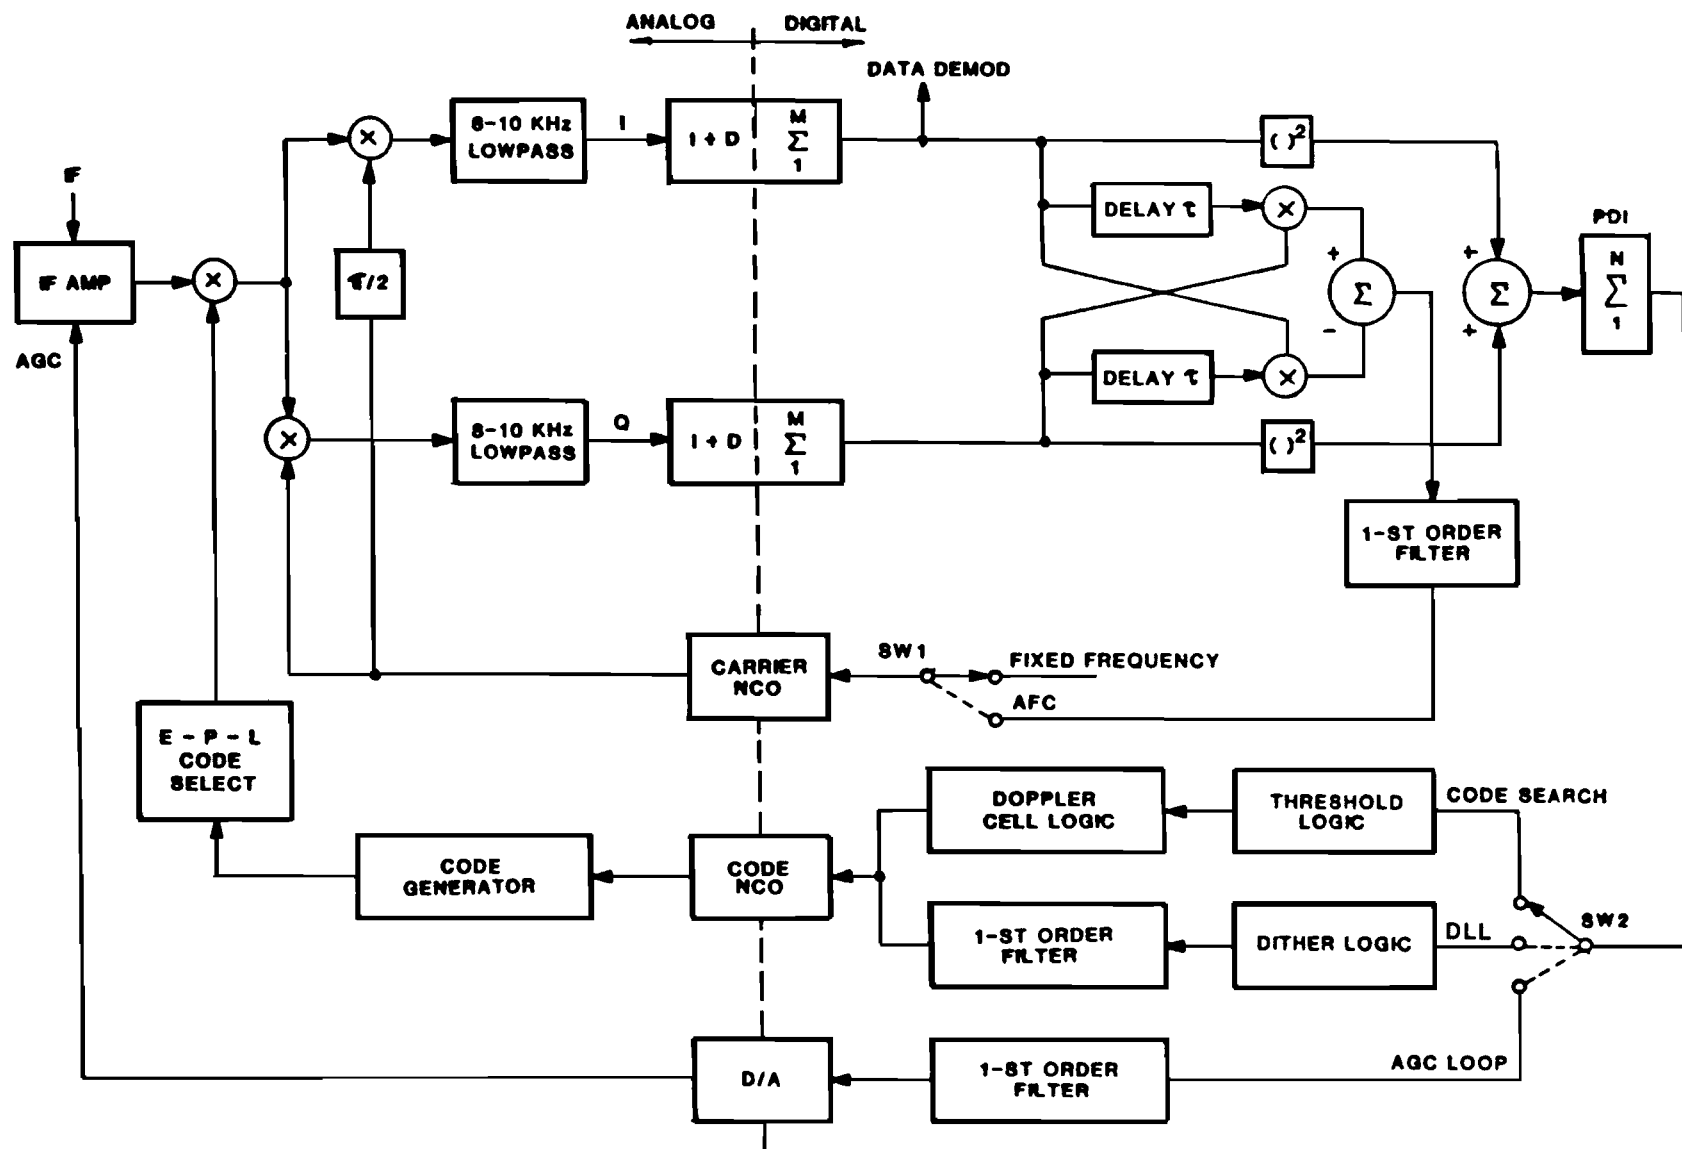 ANALOG DIGITAL
DATA DEMOD
IF
IF AMP
AGC
×
×
×
π/2
6-10 KHz
LOWPASS
I
I + D
M
Σ
1
8-10 KHz
LOWPASS
Q
I + D
M
Σ
1
( )²
DELAY τ
×
+
Σ
-
DELAY τ
×
( )²
+
Σ
+
PDI
N
Σ
1
1-ST ORDER
FILTER
CARRIER
NCO
SW1
FIXED FREQUENCY
AFC
E - P - L
CODE
SELECT
CODE
GENERATOR
CODE
NCO
DOPPLER
CELL LOGIC
THRESHOLD
LOGIC
CODE SEARCH
1-ST ORDER
FILTER
DITHER LOGIC
DLL
SW2
D/A
1-ST ORDER
FILTER
AGC LOOP